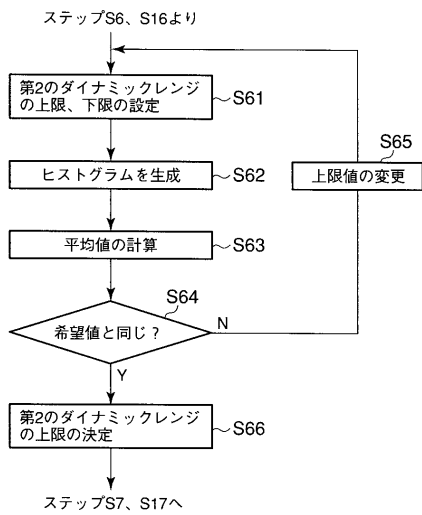 ステップS6、S16より
第2のダイナミックレンジ
の上限、下限の設定
S61
S65
ヒストグラムを生成
S62
上限値の変更
平均値の計算
S63
S64
希望値と同じ？
N
Y
第2のダイナミックレンジ
の上限の決定
S66
ステップS7、S17へ